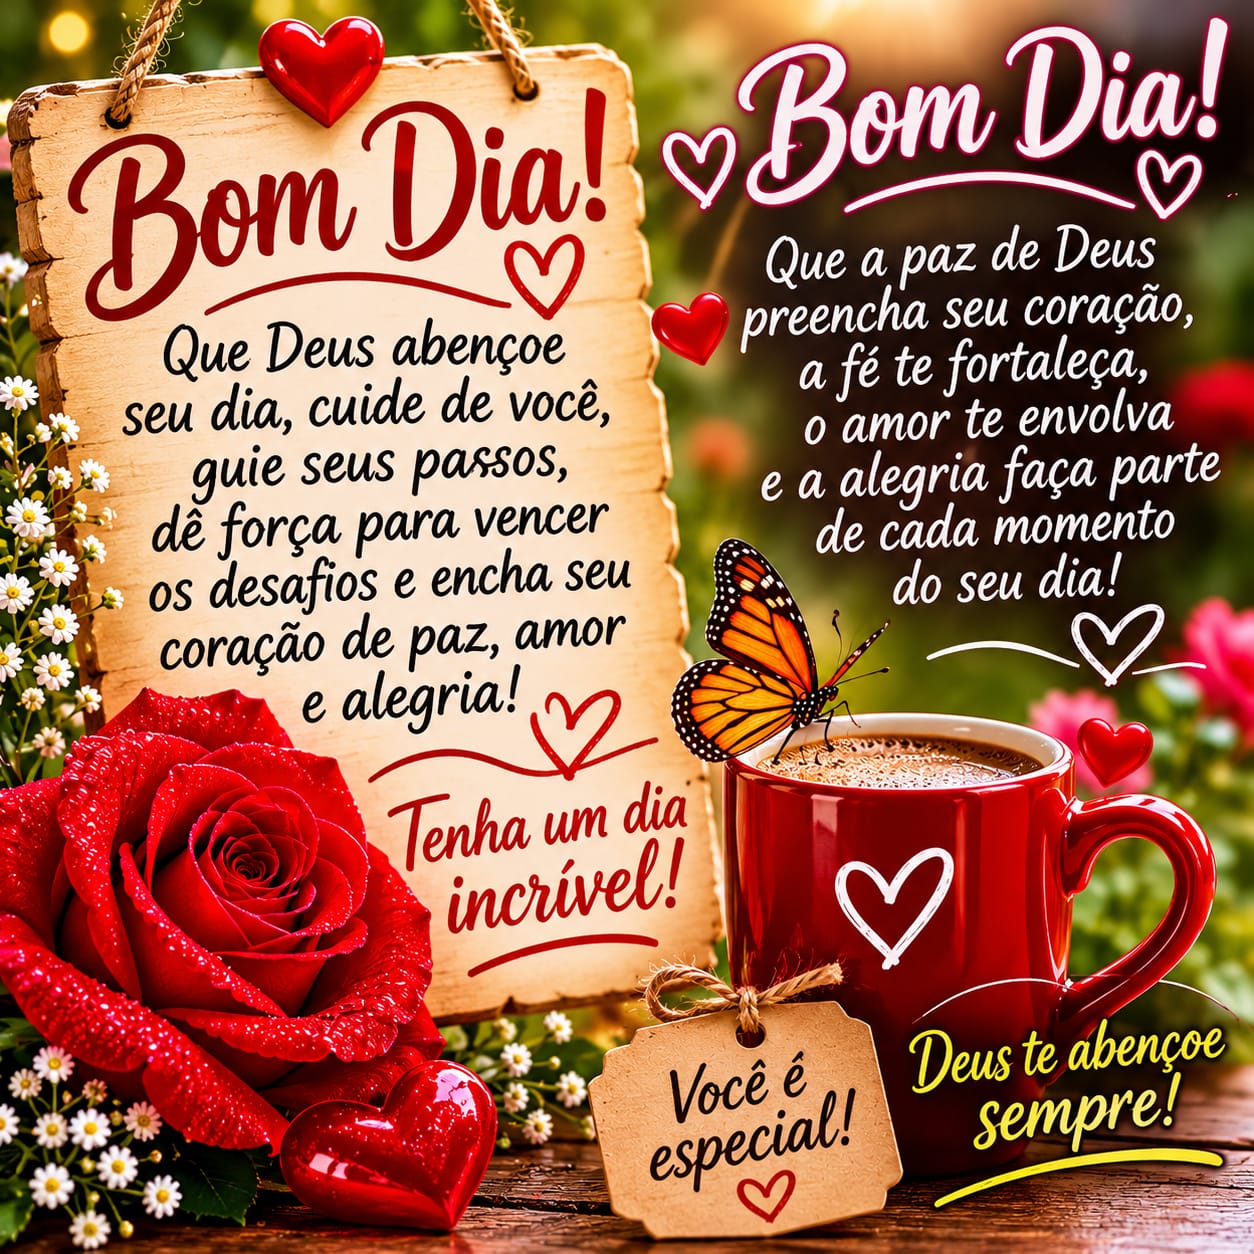 Bom Dia!
Que Deus abençoe
seu dia, cuide de você,
guie seus passos,
dê força para vencer
os desafios e encha seu
coração de paz, amor
e alegria!
Tenha um dia
incrível!
Bom Dia!
Que a paz de Deus
preencha seu coração,
a fé te fortaleça,
o amor te envolva
e a alegria faça parte
de cada momento
do seu dia!
Você é
especial!
Deus te abençoe
sempre!